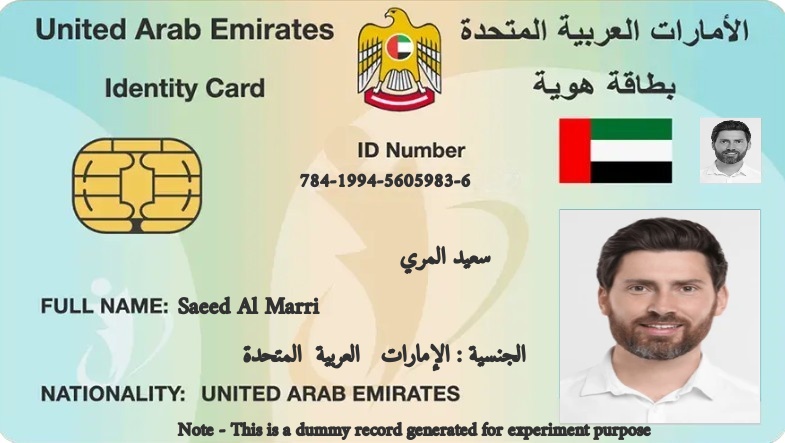 United Arab Emirates
الأمارات العربية المتحدة
Identity Card
بطاقة هوية
ID Number
784-1994-5605983-6
سعيد المري
FULL NAME: Saeed Al Marri
الجنسية : الإمارات العربية المتحدة
NATIONALITY: UNITED ARAB EMIRATES
Note - This is a dummy record generated for experiment purpose